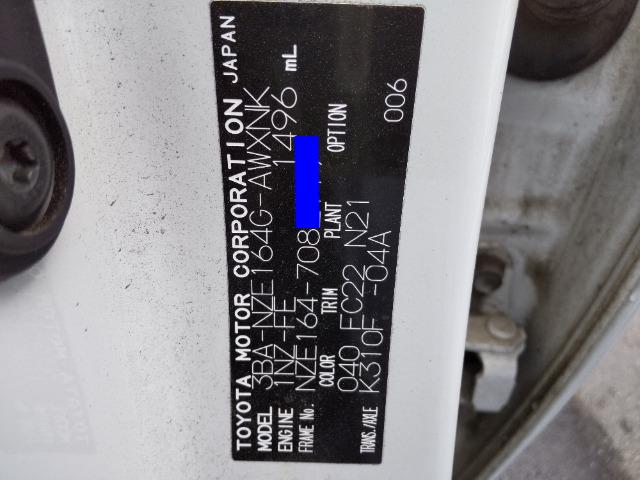 TOYOTA MOTOR CORPORATION JAPAN
MODEL 3BA-NZE164G-AWXNK
ENGINE 1NZ-FE 1496 mL
FRAME No. NZE164-708
COLOR TRIM PLANT OPTION
040 FC22 N21 006
TRANS./AXLE K310F -04A